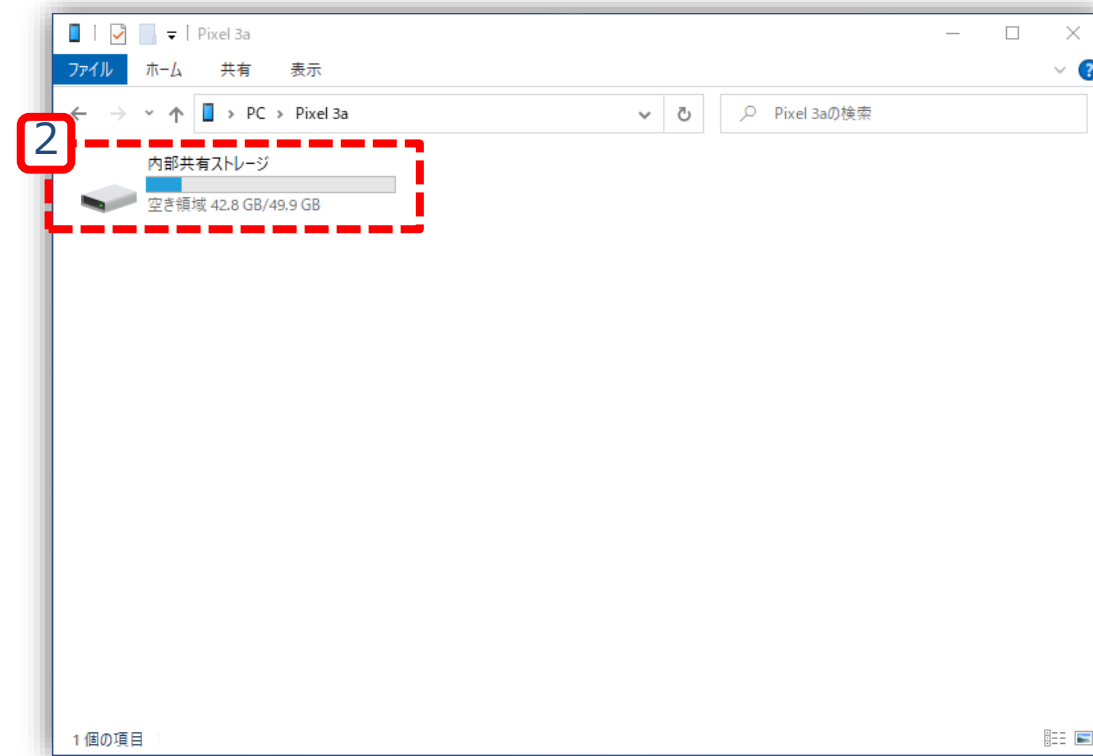 Pixel 3a
ファイル ホーム 共有 表示
PC > Pixel 3a Pixel 3aの検索
2
内部共有ストレージ
空き領域 42.8 GB/49.9 GB
1 個の項目